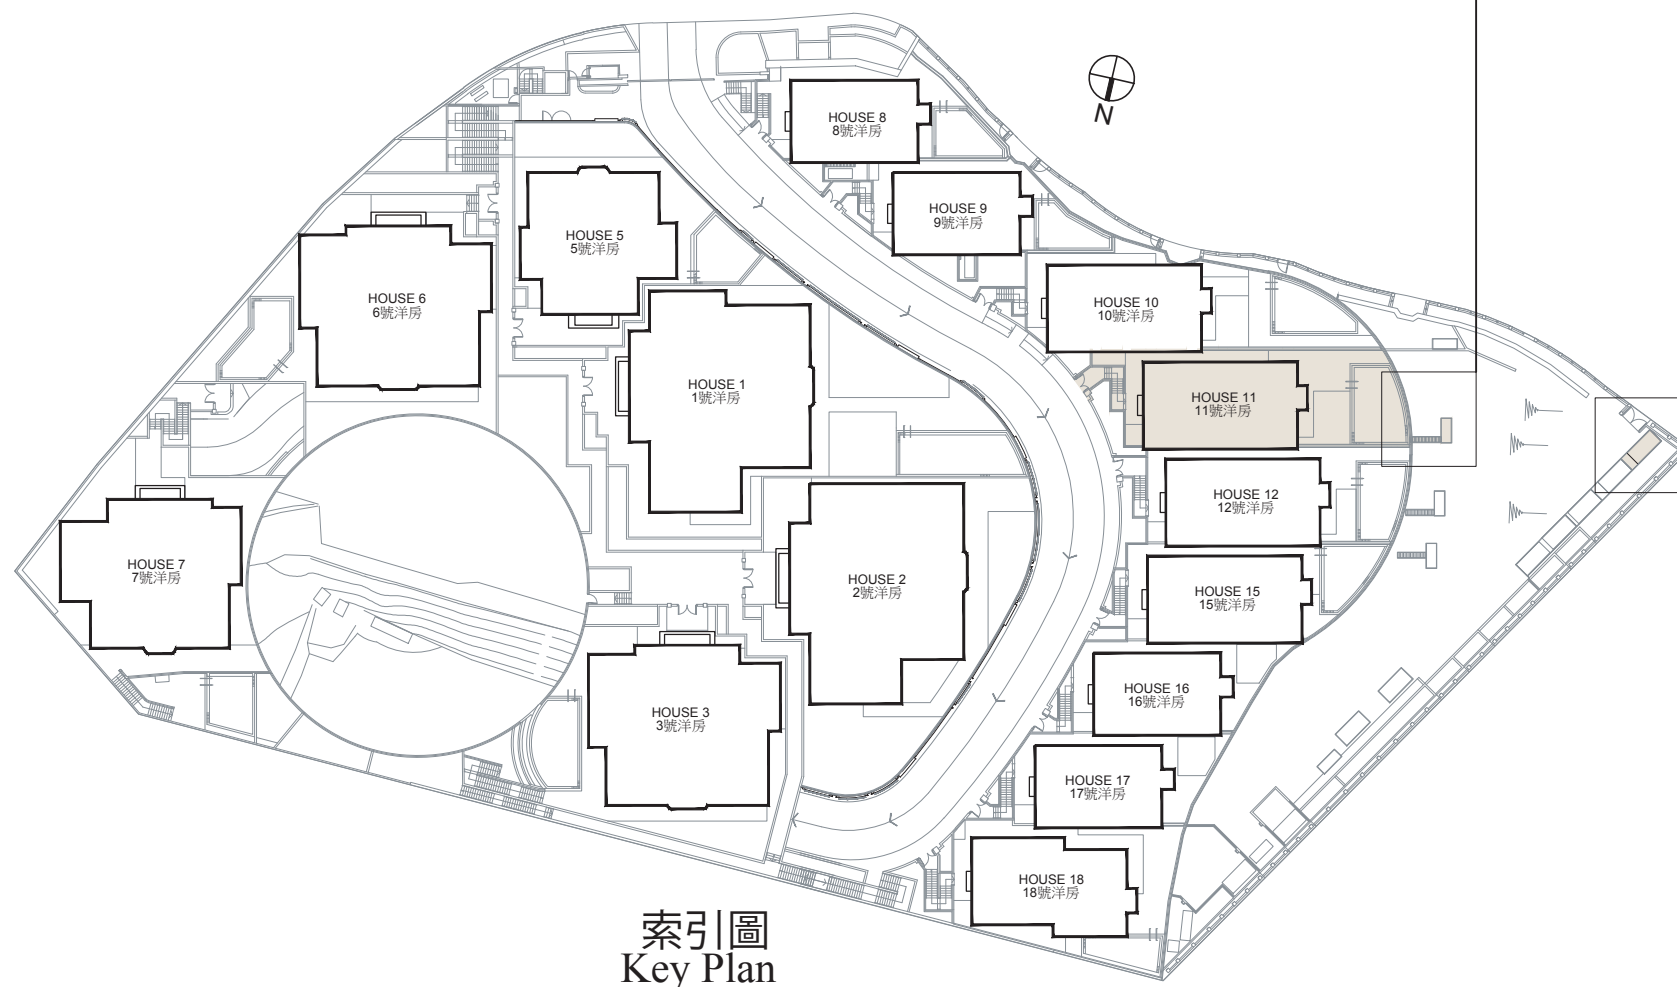 N
HOUSE 8
8號洋房
HOUSE 9
9號洋房
HOUSE 5
5號洋房
HOUSE 6
6號洋房
HOUSE 10
10號洋房
HOUSE 1
1號洋房
HOUSE 11
11號洋房
HOUSE 12
12號洋房
HOUSE 7
7號洋房
HOUSE 2
2號洋房
HOUSE 15
15號洋房
HOUSE 16
16號洋房
HOUSE 3
3號洋房
HOUSE 17
17號洋房
HOUSE 18
18號洋房
索引圖
Key Plan